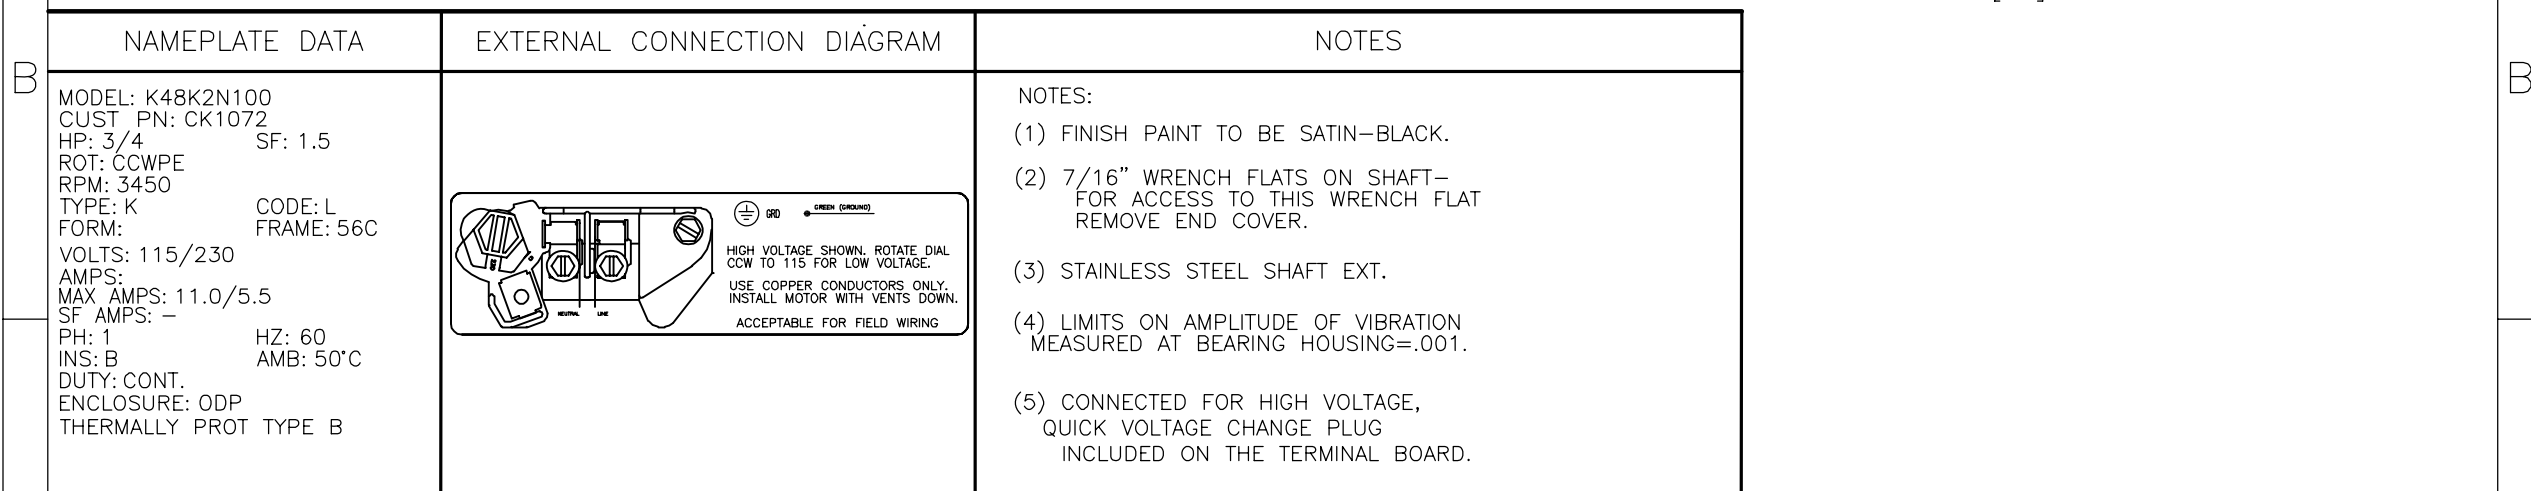 NAMEPLATE DATA
EXTERNAL CONNECTION DIAGRAM
NOTES
B
B
MODEL: K48K2N100
CUST PN: CK1072
HP: 3/4 SF: 1.5
ROT: CCWPE
RPM: 3450
TYPE: K CODE: L
FORM: FRAME: 56C
VOLTS: 115/230
AMPS:
MAX AMPS: 11.0/5.5
SF AMPS: –
PH: 1 HZ: 60
INS: B AMB: 50°C
DUTY: CONT.
ENCLOSURE: ODP
THERMALLY PROT TYPE B
GRD
GREEN (GROUND)
HIGH VOLTAGE SHOWN. ROTATE DIAL
CCW TO 115 FOR LOW VOLTAGE.
USE COPPER CONDUCTORS ONLY.
INSTALL MOTOR WITH VENTS DOWN.
ACCEPTABLE FOR FIELD WIRING
NEUTRAL LINE
NOTES:
(1) FINISH PAINT TO BE SATIN–BLACK.
(2) 7/16" WRENCH FLATS ON SHAFT–
FOR ACCESS TO THIS WRENCH FLAT
REMOVE END COVER.
(3) STAINLESS STEEL SHAFT EXT.
(4) LIMITS ON AMPLITUDE OF VIBRATION
MEASURED AT BEARING HOUSING=.001.
(5) CONNECTED FOR HIGH VOLTAGE,
QUICK VOLTAGE CHANGE PLUG
INCLUDED ON THE TERMINAL BOARD.